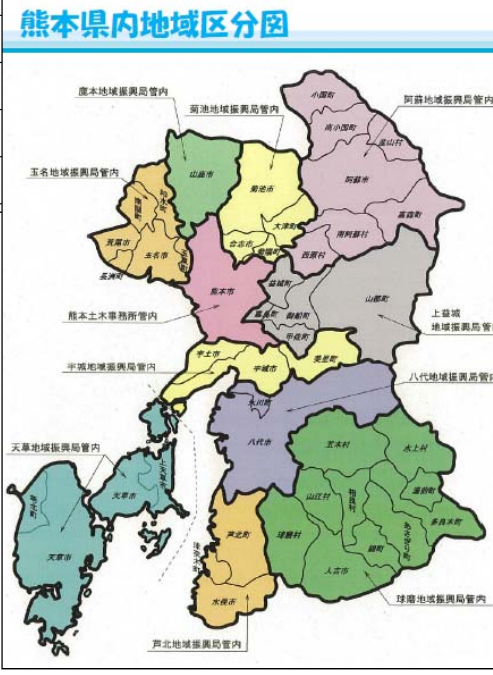 熊本県内地域区分図
小国町
鹿本地域振興局管内
菊池地域振興局管内
阿蘇地域振興局管内
南小国町
産山村
山鹿市
玉名地域振興局管内
菊池市
阿蘇市
和水町
南関町
大津町
高森町
荒尾市
玉名市
玉東町
合志市
菊陽町
南阿蘇村
西原村
長洲町
益城町
熊本市
嘉島町
御船町
山都町
熊本土木事務所管内
甲佐町
上益城
地域振興局管
宇土市
美里町
宇城地域振興局管内
宇城市
八代地域振興局管内
氷川町
八代市
五木村
水上村
天草地域振興局管内
上天草市
湯前町
苓北町
天草市
山江村
相良村
多良木町
あさぎり町
芦北町
球磨村
錦町
津奈木町
天草市
人吉市
水俣市
球磨地域振興局管内
芦北地域振興局管内